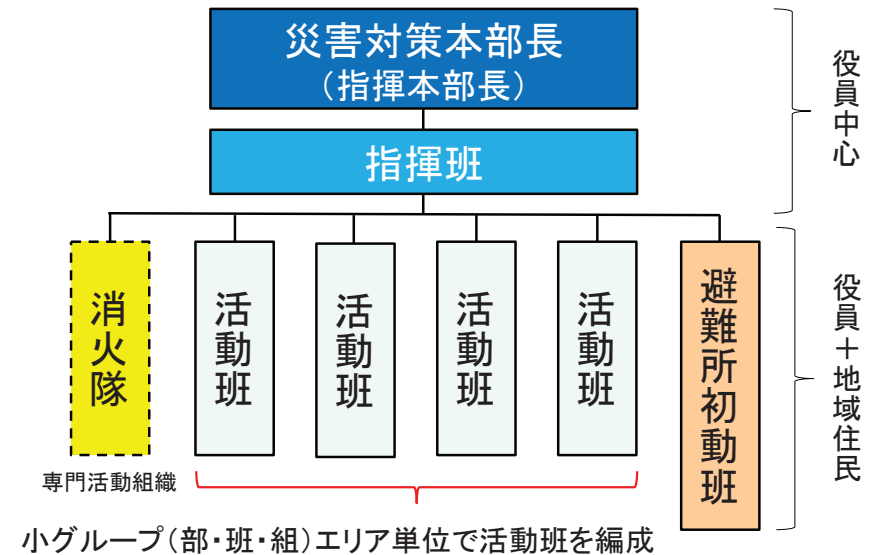 災害対策本部長
(指揮本部長)
指揮班
役員中心
消火隊
活動班
活動班
活動班
活動班
避難所初動班
役員+地域住民
専門活動組織
小グループ(部・班・組)エリア単位で活動班を編成